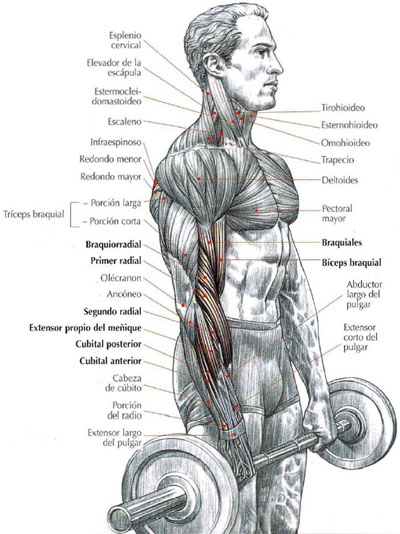 Esplenio
cervical
Elevador de la
escápula
Estermoclei-
domastoideo
Escaleno
Infraespinoso
Redondo menor
Redondo mayor
Tríceps braquial
– Porción larga
– Porción corta
Braquiorradial
Primer radial
Olécranon
Ancóneo
Segundo radial
Extensor propio del meñique
Cubital posterior
Cubital anterior
Cabeza
de cúbito
Porción
del radio
Extensor largo
del pulgar
Tirohioideo
Esternohioideo
Omohioideo
Trapecio
Deltoides
Pectoral
mayor
Braquiales
Bíceps braquial
Abductor
largo del
pulgar
Extensor
corto del
pulgar